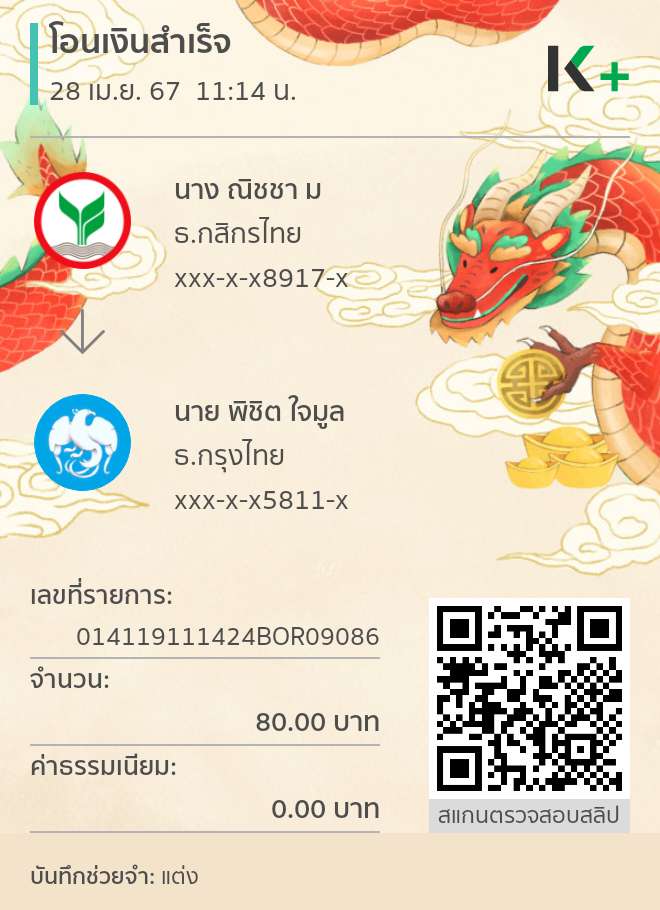 โอนเงินสำเร็จ
28 เม.ย. 67 11:14 น.
K+
นาง ณิชชา ม
ธ.กสิกรไทย
xxx-x-x8917-x
นาย พิชิต ใจมูล
ธ.กรุงไทย
xxx-x-x5811-x
เลขที่รายการ:
014119111424BOR09086
จำนวน:
80.00 บาท
ค่าธรรมเนียม:
0.00 บาท
สแกนตรวจสอบสลิป
บันทึกช่วยจำ: แต่ง